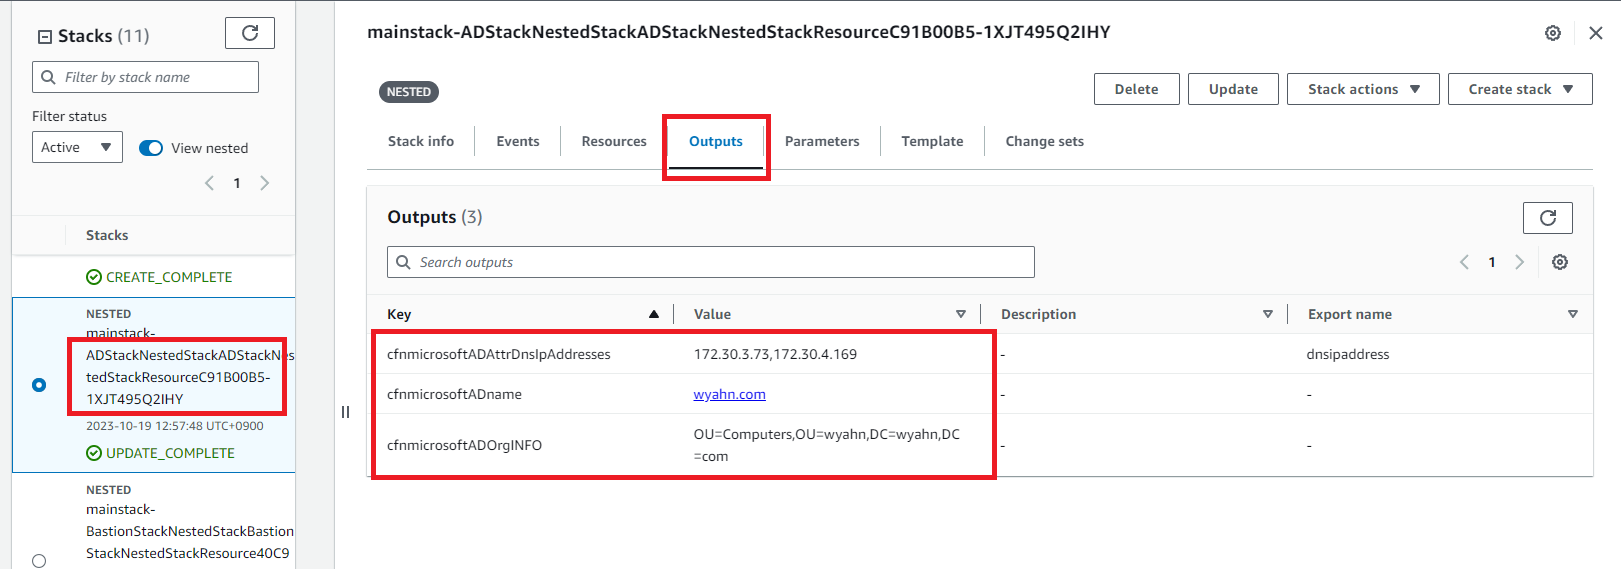 Stacks (11)
Filter by stack name
Filter status
Active
View nested
1
Stacks
CREATE_COMPLETE
NESTED
mainstack-
ADStackNestedStackADStackNes
tedStackResourceC91B00B5-
1XJT495Q2IHY
2023-10-19 12:57:48 UTC+0900
UPDATE_COMPLETE
NESTED
mainstack-
BastionStackNestedStackBastion
StackNestedStackResource40C9
mainstack-ADStackNestedStackADStackNestedStackResourceC91B00B5-1XJT495Q2IHY
NESTED
Delete Update Stack actions Create stack
Stack info Events Resources Outputs Parameters Template Change sets
Outputs (3)
Search outputs
1
Key Value Description Export name
cfnmicrosoftADAttrDnsIpAddresses 172.30.3.73,172.30.4.169 - dnsipaddress
cfnmicrosoftADname wyahn.com - -
cfnmicrosoftADOrgINFO OU=Computers,OU=wyahn,DC=wyahn,DC - -
=com